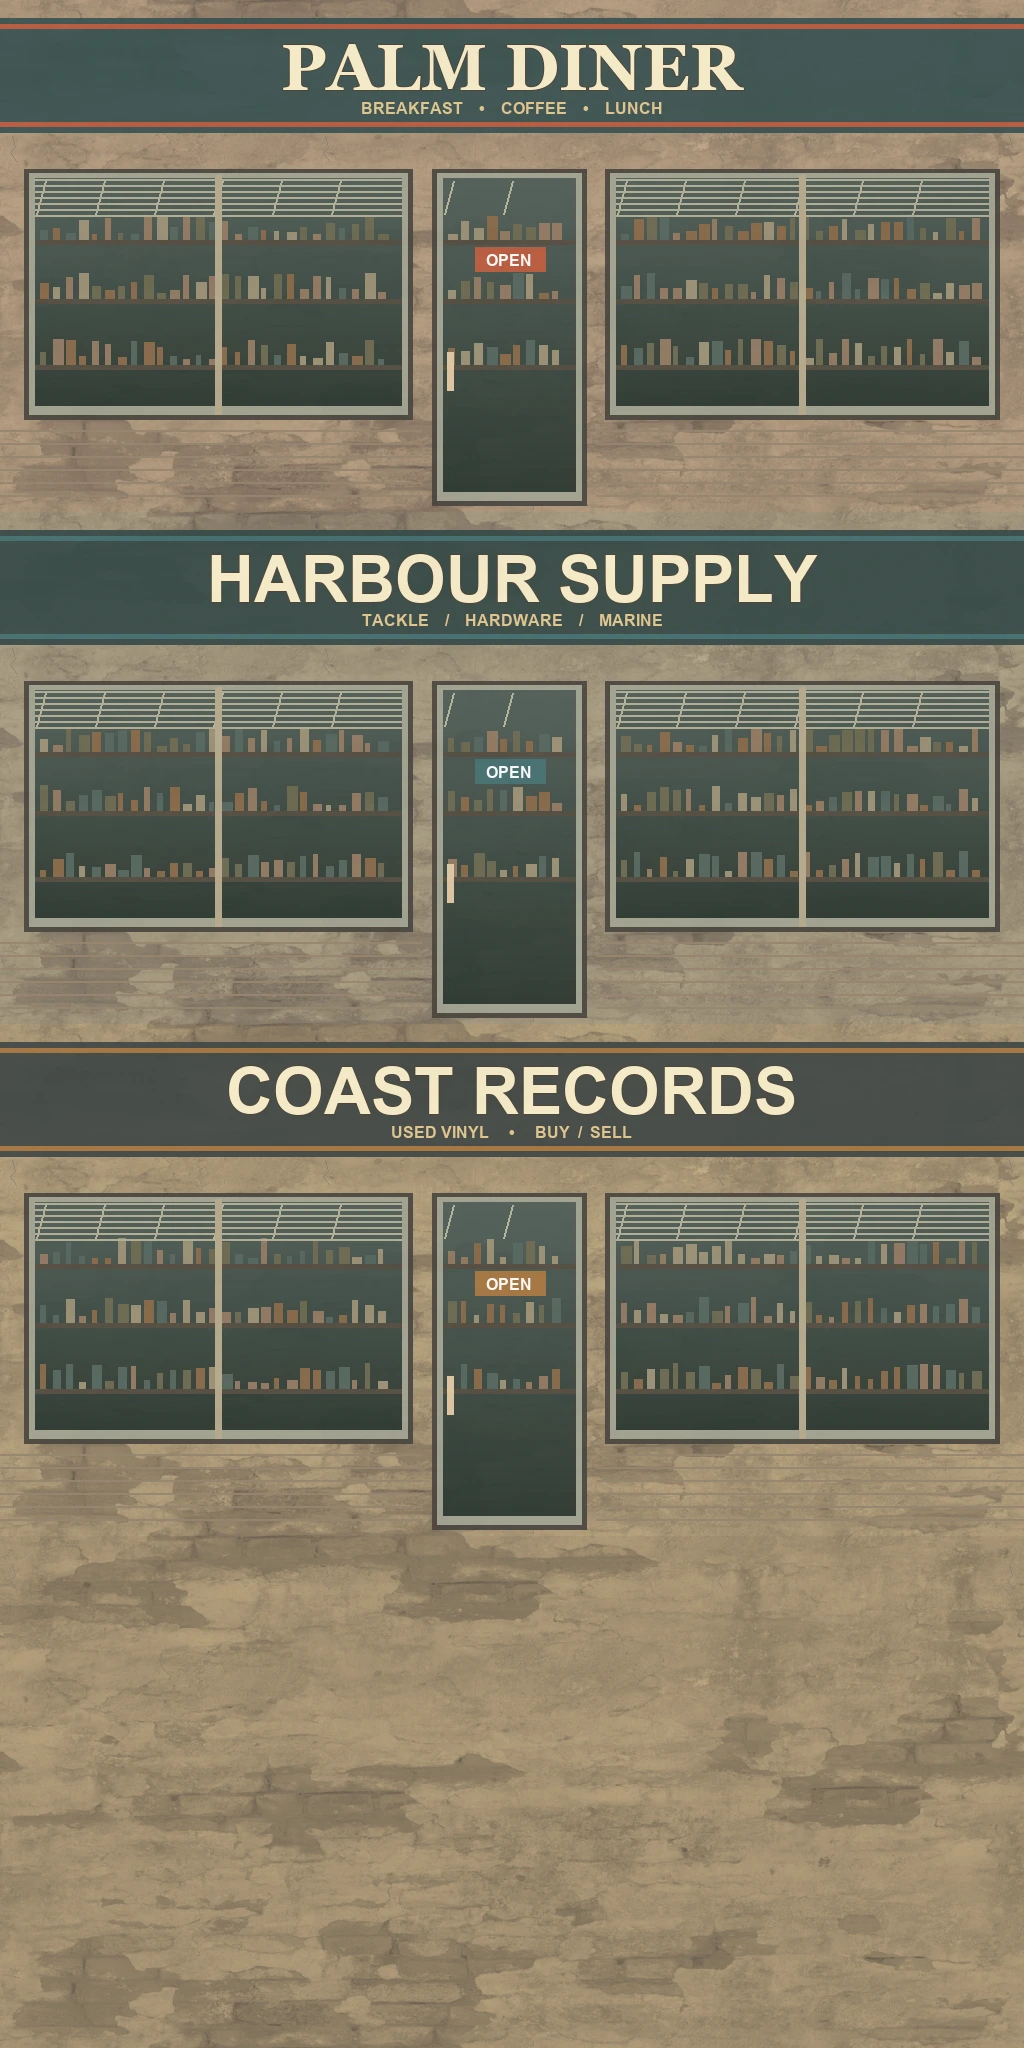 PALM DINER
BREAKFAST • COFFEE • LUNCH
OPEN
HARBOUR SUPPLY
TACKLE / HARDWARE / MARINE
OPEN
COAST RECORDS
USED VINYL • BUY / SELL
OPEN